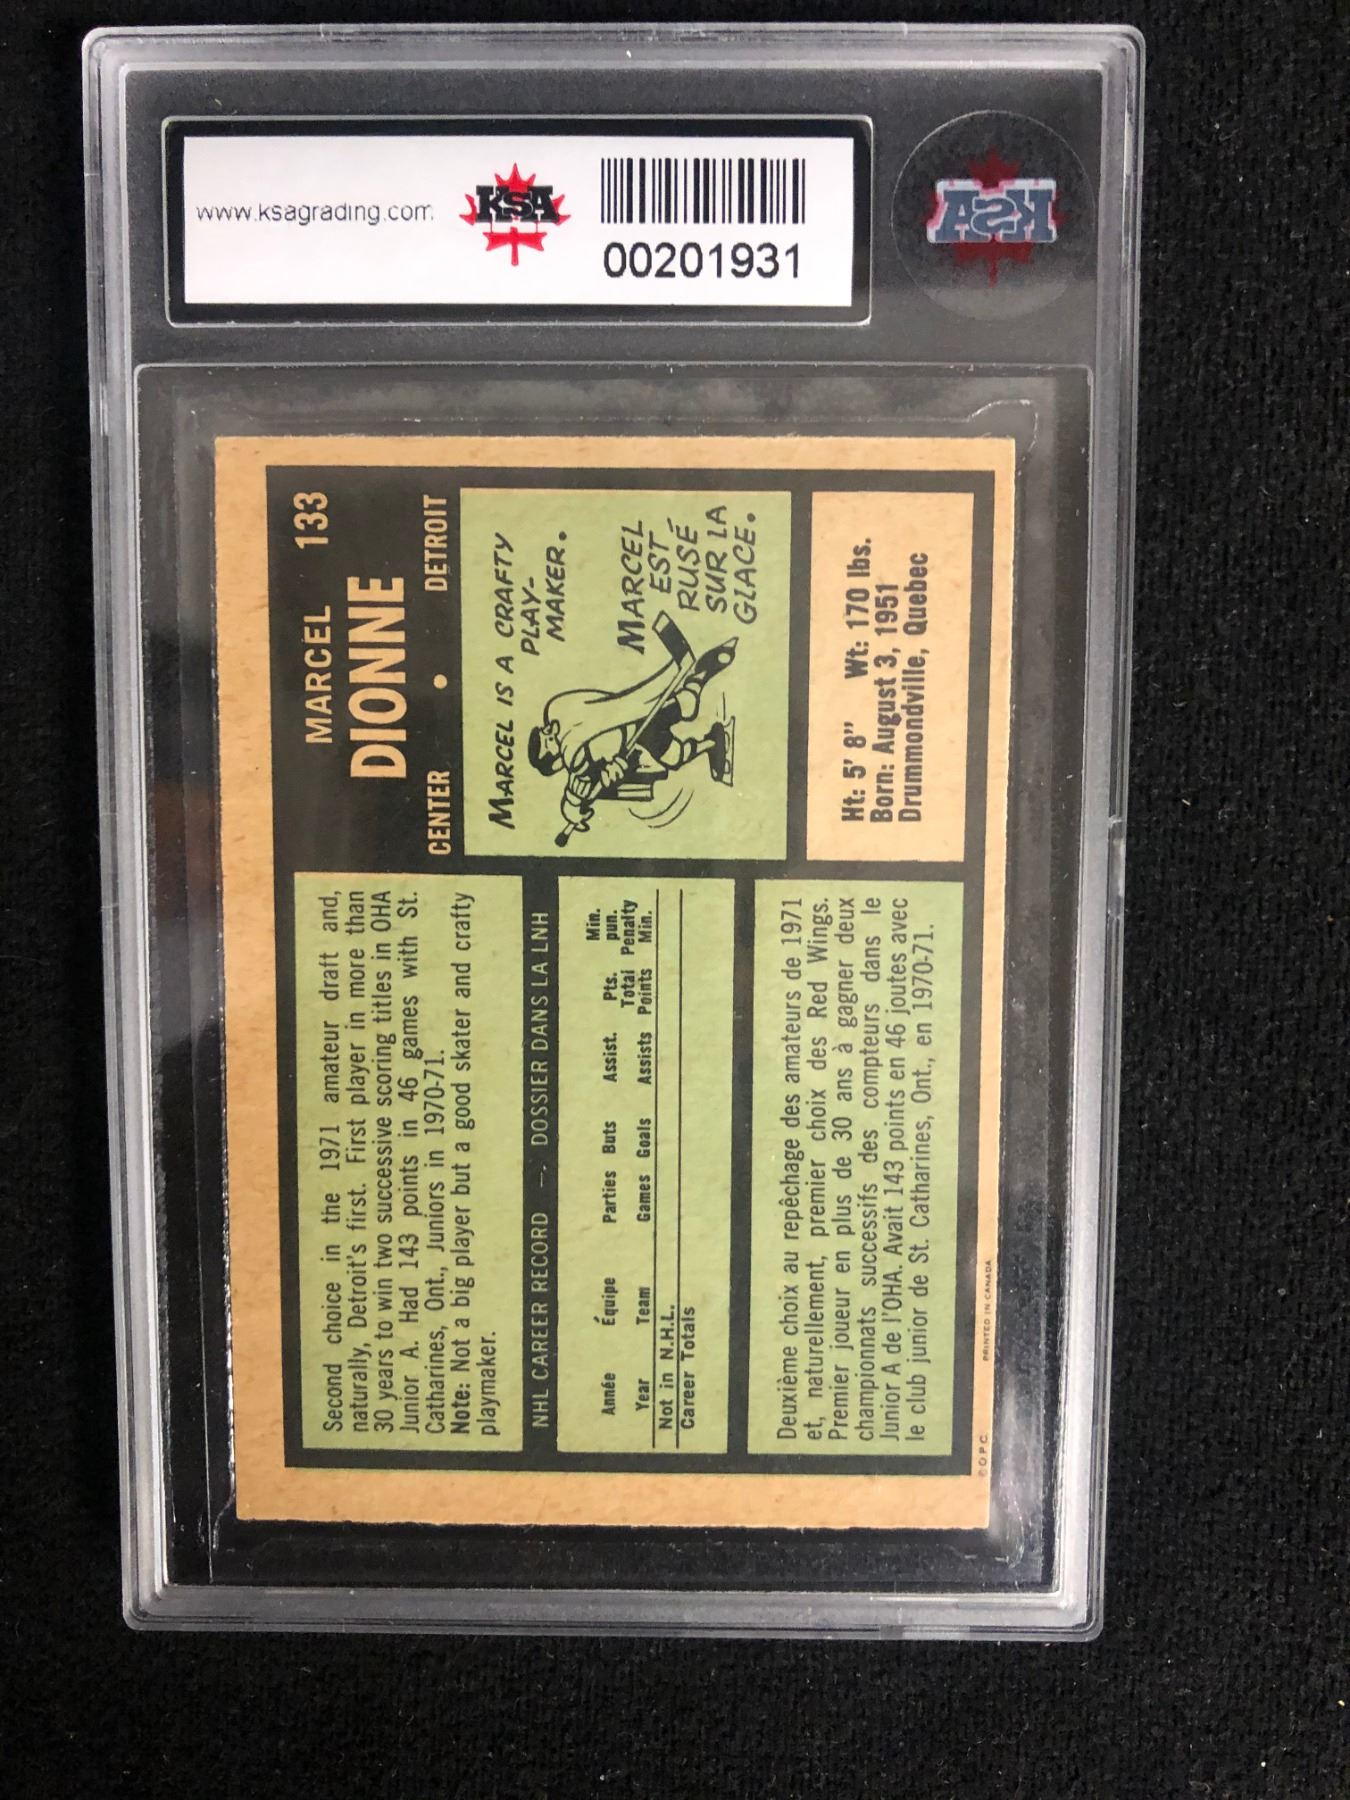 www.ksagrading.com
KSA
00201931
KSA
MARCEL 133
DIONNE
CENTER • DETROIT
MARCEL IS A CRAFTY
PLAY-
MAKER.
MARCEL
EST
RUSÉ
SUR LA
GLACE.
Ht: 5' 8" Wt: 170 lbs.
Born: August 3, 1951
Drummondville, Quebec
Second choice in the 1971 amateur draft and,
naturally, Detroit's first. First player in more than
30 years to win two successive scoring titles in OHA
Junior A. Had 143 points in 46 games with St.
Catharines, Ont., Juniors in 1970-71.
Note: Not a big player but a good skater and crafty
playmaker.
NHL CAREER RECORD — DOSSIER DANS LA LNH
Année Équipe Parties Buts Assist. Pts. Min. pun.
Year Team Games Goals Assists Total Points Penalty Min.
Not in N.H.L.
Career Totals
Deuxième choix au repêchage des amateurs de 1971
et, naturellement, premier choix des Red Wings.
Premier joueur en plus de 30 ans à gagner deux
championnats successifs des compteurs dans le
Junior A de l'OHA. Avait 143 points en 46 joutes avec
le club junior de St. Catharines, Ont., en 1970-71.
© O.P.C. PRINTED IN CANADA